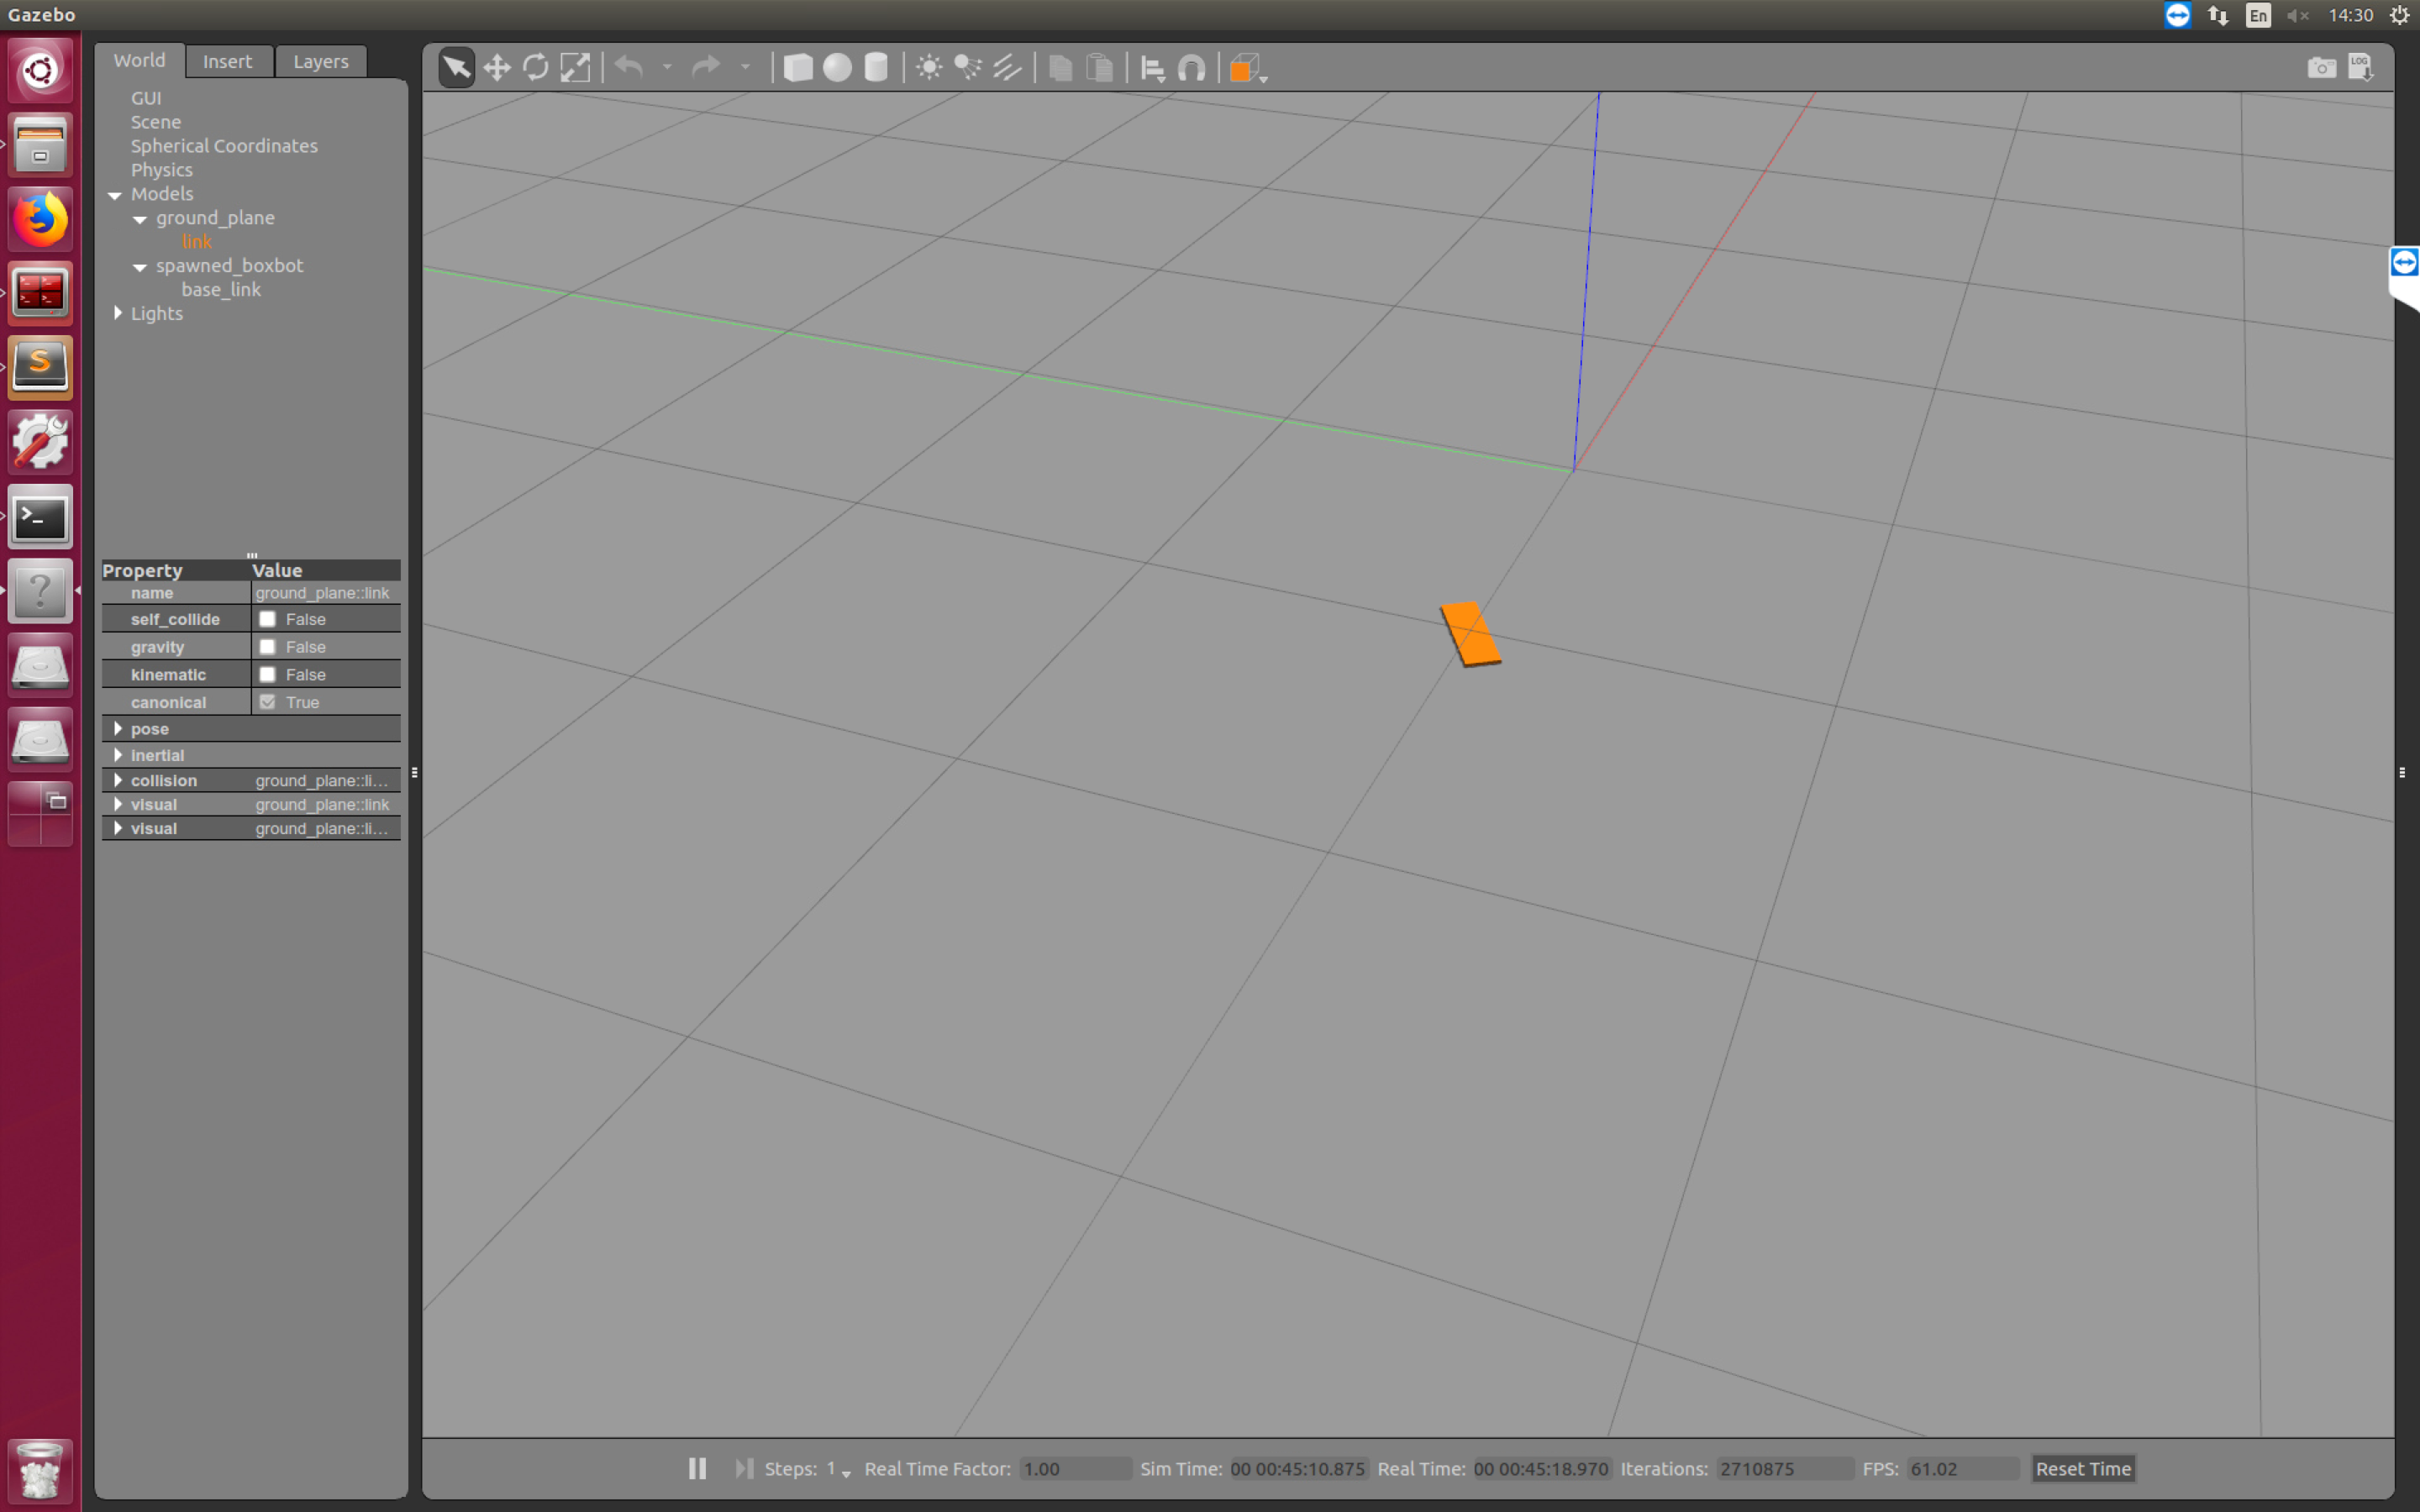 Gazebo
En
14:30
World Insert Layers
LOG
GUI
Scene
Spherical Coordinates
Physics
Models
ground_plane
link
spawned_boxbot
base_link
Lights
Property Value
name ground_plane::link
self_collide False
gravity False
kinematic False
canonical True
pose
inertial
collision ground_plane::li...
visual ground_plane::link
visual ground_plane::li...
Steps: 1 Real Time Factor: 1.00 Sim Time: 00 00:45:10.875 Real Time: 00 00:45:18.970 Iterations: 2710875 FPS: 61.02 Reset Time